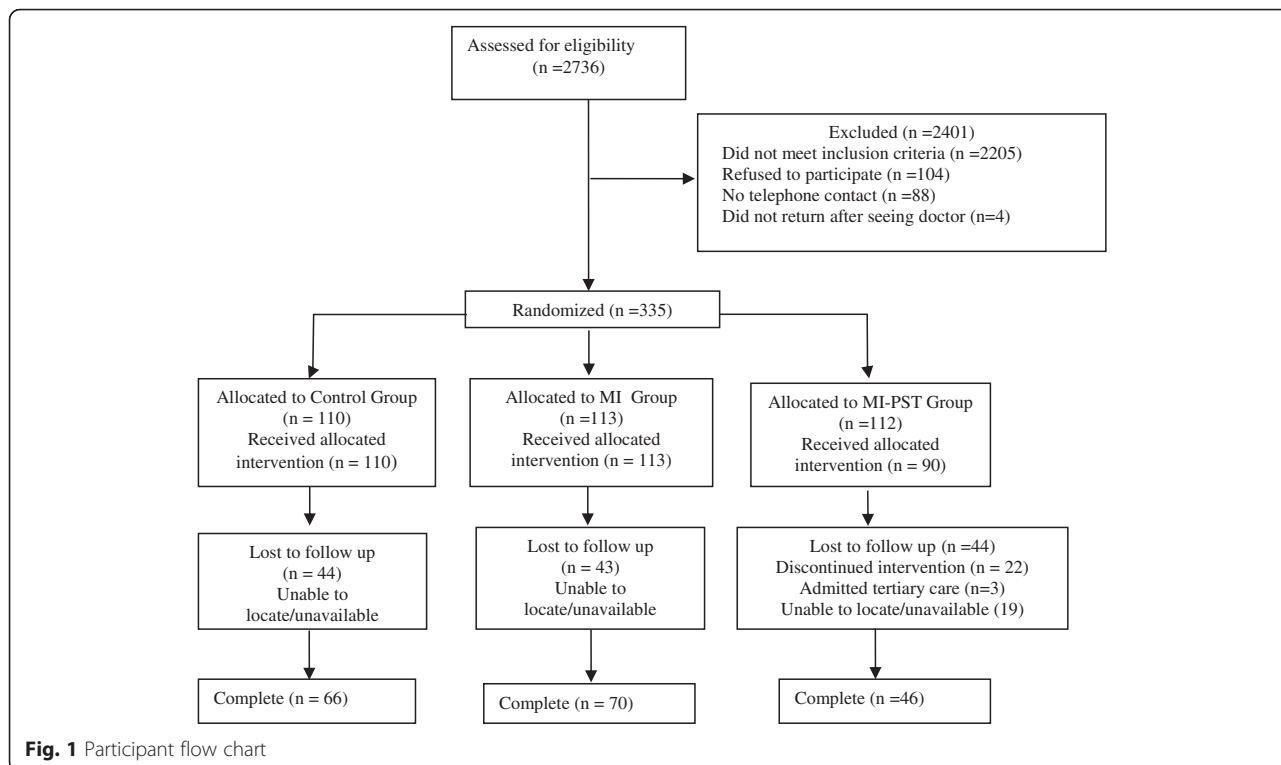 Assessed for eligibility
(n =2736)
Excluded (n =2401)
Did not meet inclusion criteria (n =2205)
Refused to participate (n =104)
No telephone contact (n =88)
Did not return after seeing doctor (n=4)
Randomized (n =335)
Allocated to Control Group
(n = 110)
Received allocated
intervention (n = 110)
Allocated to MI Group
(n =113)
Received allocated
intervention (n = 113)
Allocated to MI-PST Group
(n =112)
Received allocated
intervention (n = 90)
Lost to follow up
(n = 44)
Unable to
locate/unavailable
Lost to follow up
(n = 43)
Unable to
locate/unavailable
Lost to follow up (n =44)
Discontinued intervention (n = 22)
Admitted tertiary care (n=3)
Unable to locate/unavailable (19)
Complete (n = 66)
Complete (n = 70)
Complete (n =46)
Fig. 1 Participant flow chart